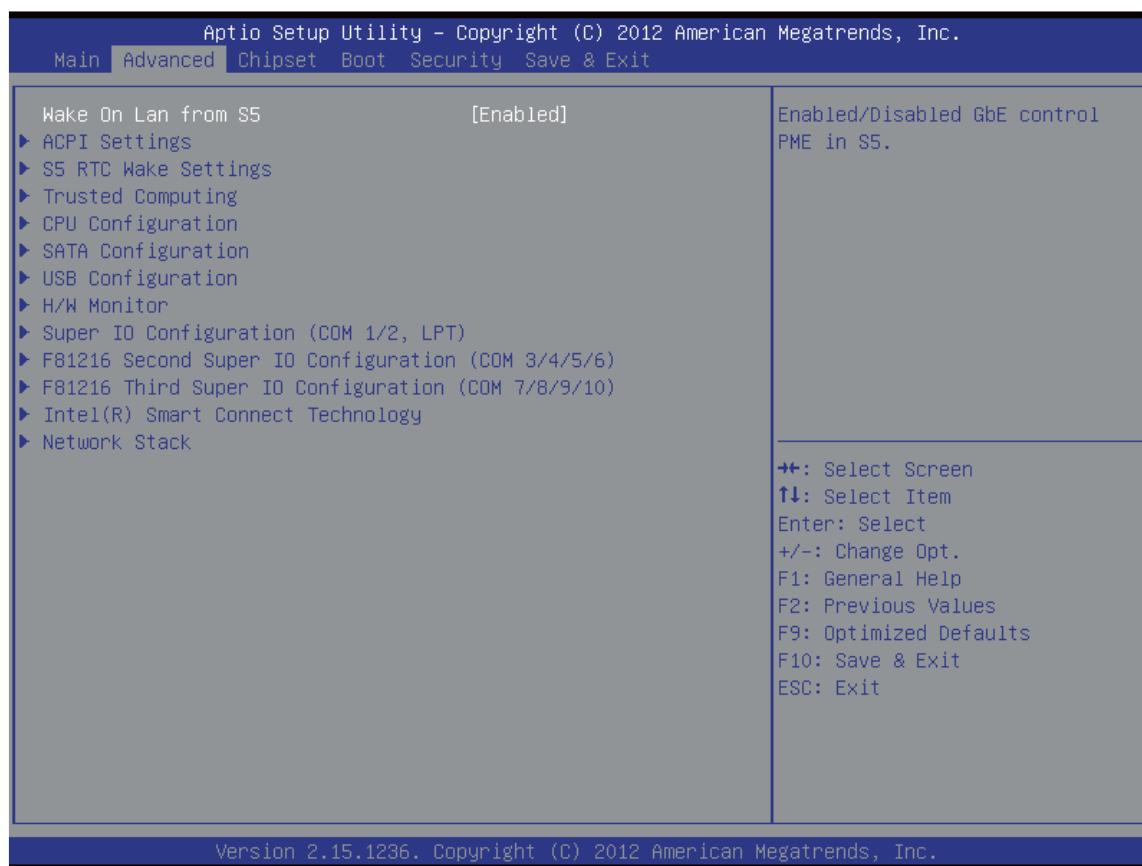 Aptio Setup Utility – Copyright (C) 2012 American Megatrends, Inc.
Main Advanced Chipset Boot Security Save & Exit
Wake On Lan from S5 [Enabled]
▶ ACPI Settings
▶ S5 RTC Wake Settings
▶ Trusted Computing
▶ CPU Configuration
▶ SATA Configuration
▶ USB Configuration
▶ H/W Monitor
▶ Super IO Configuration (COM 1/2, LPT)
▶ F81216 Second Super IO Configuration (COM 3/4/5/6)
▶ F81216 Third Super IO Configuration (COM 7/8/9/10)
▶ Intel(R) Smart Connect Technology
▶ Network Stack
Enabled/Disabled GbE control
PME in S5.
→←: Select Screen
↑↓: Select Item
Enter: Select
+/-: Change Opt.
F1: General Help
F2: Previous Values
F9: Optimized Defaults
F10: Save & Exit
ESC: Exit
Version 2.15.1236. Copyright (C) 2012 American Megatrends, Inc.